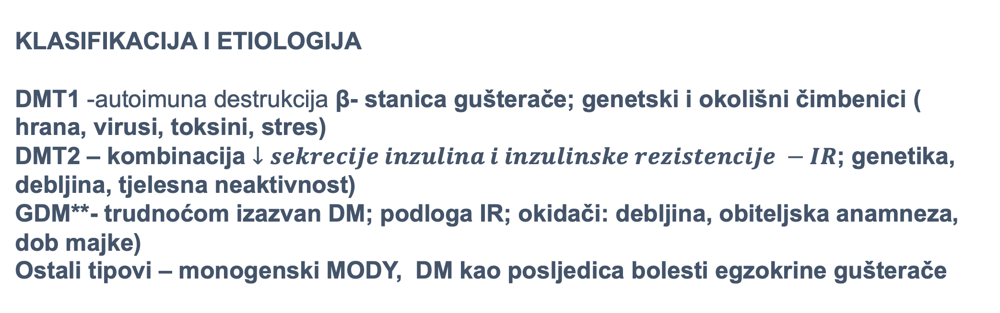 KLASIFIKACIJA I ETIOLOGIJA
DMT1 -autoimuna destrukcija β- stanica gušterače; genetski i okolišni čimbenici (
hrana, virusi, toksini, stres)
DMT2 – kombinacija ↓ sekrecije inzulina i inzulinske rezistencije − IR; genetika,
debljina, tjelesna neaktivnost)
GDM**- trudnoćom izazvan DM; podloga IR; okidači: debljina, obiteljska anamneza,
dob majke)
Ostali tipovi – monogenski MODY,  DM kao posljedica bolesti egzokrine gušterače